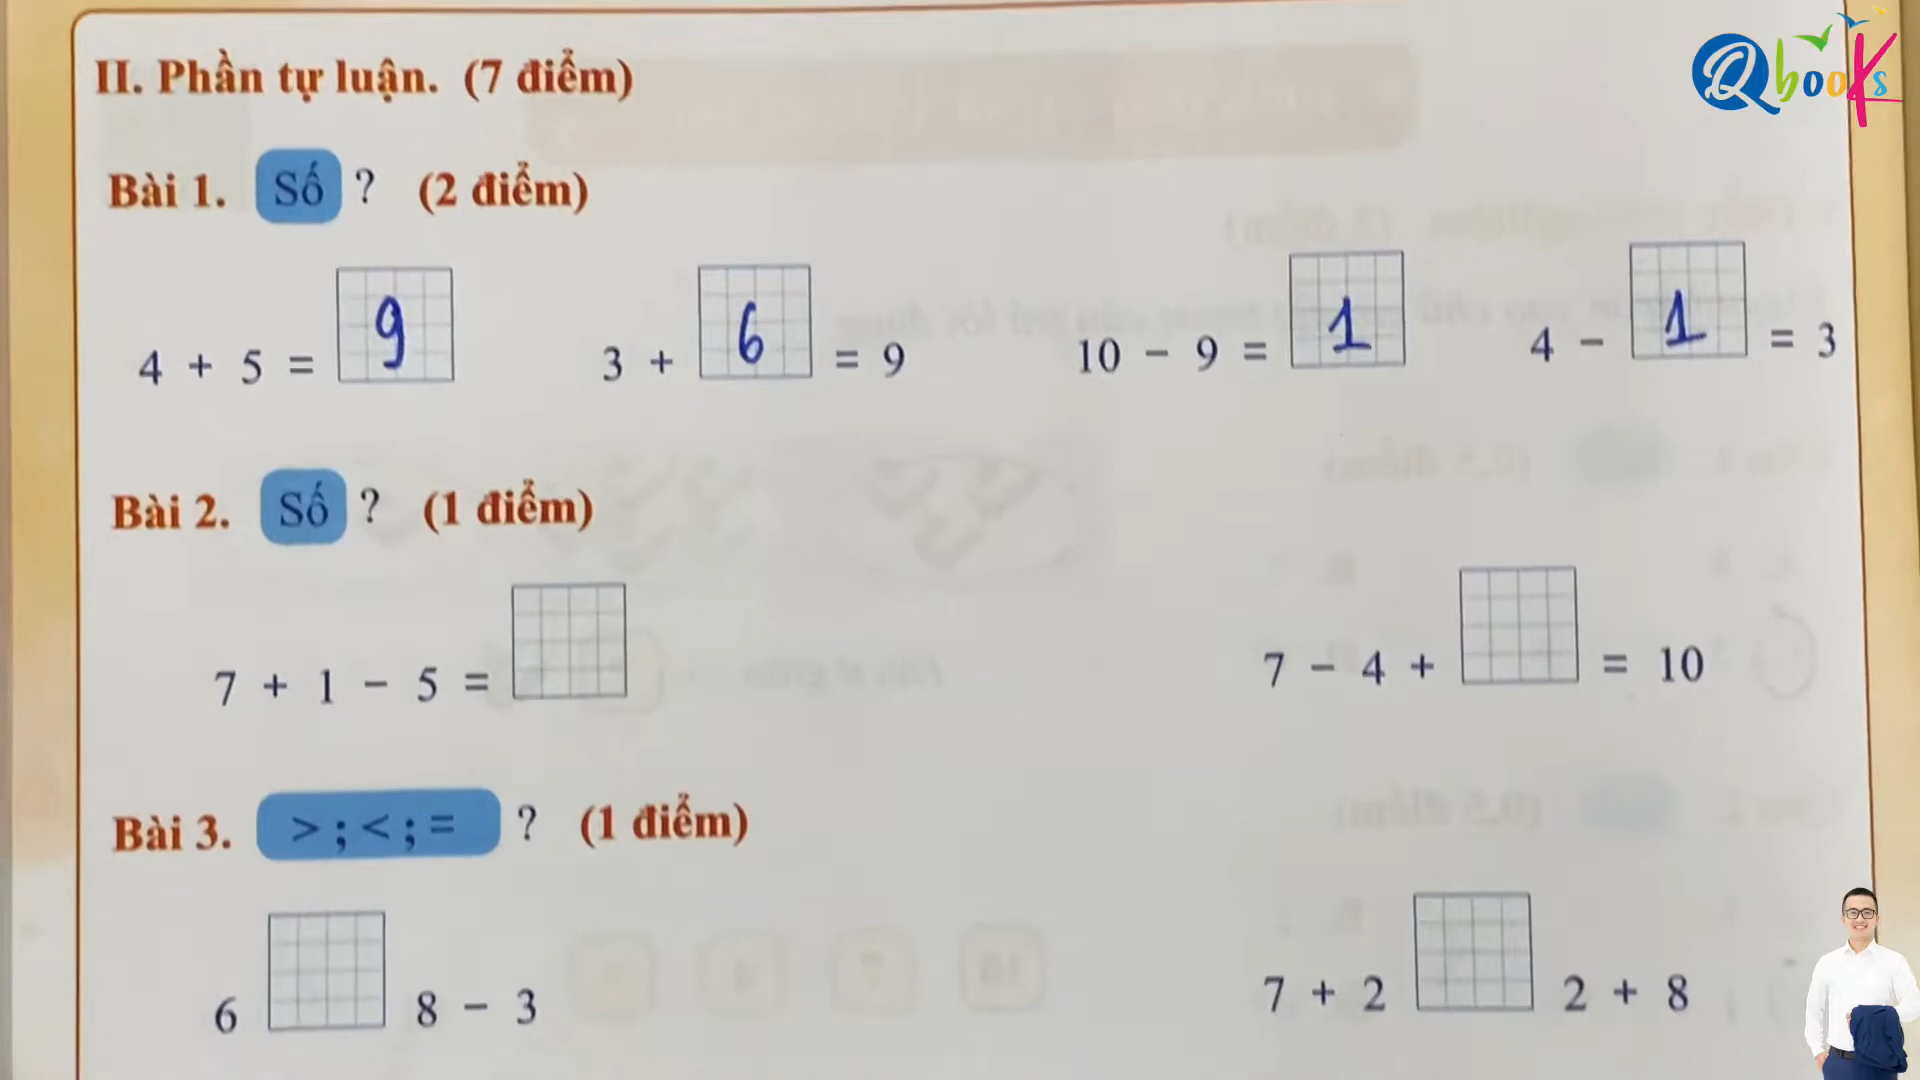 Qbooks
II. Phần tự luận. (7 điểm)
Bài 1. Số ? (2 điểm)
4 + 5 = 9 3 + 6 = 9 10 - 9 = 1 4 - 1 = 3
Bài 2. Số ? (1 điểm)
7 + 1 - 5 = 7 - 4 + = 10
Bài 3. > ; < ; = ? (1 điểm)
6 8 - 3 7 + 2 2 + 8